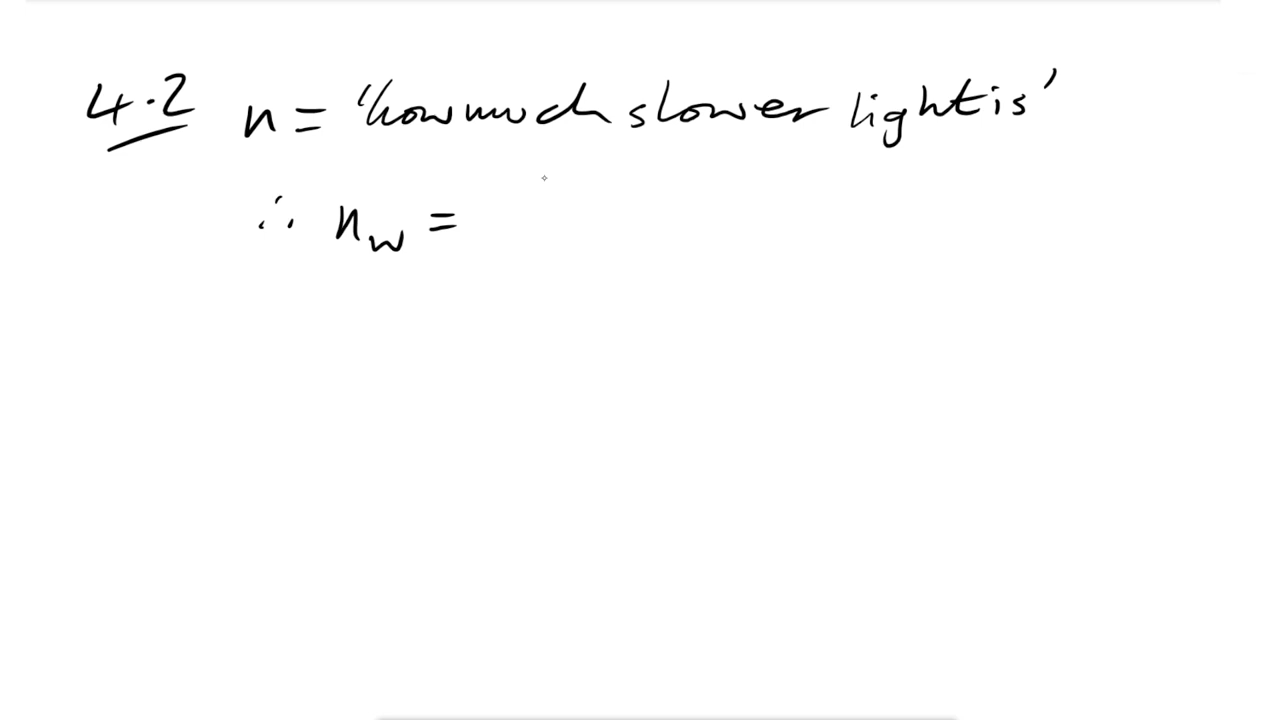 4.2 n = 'how much slower light is'
∴ n_w =